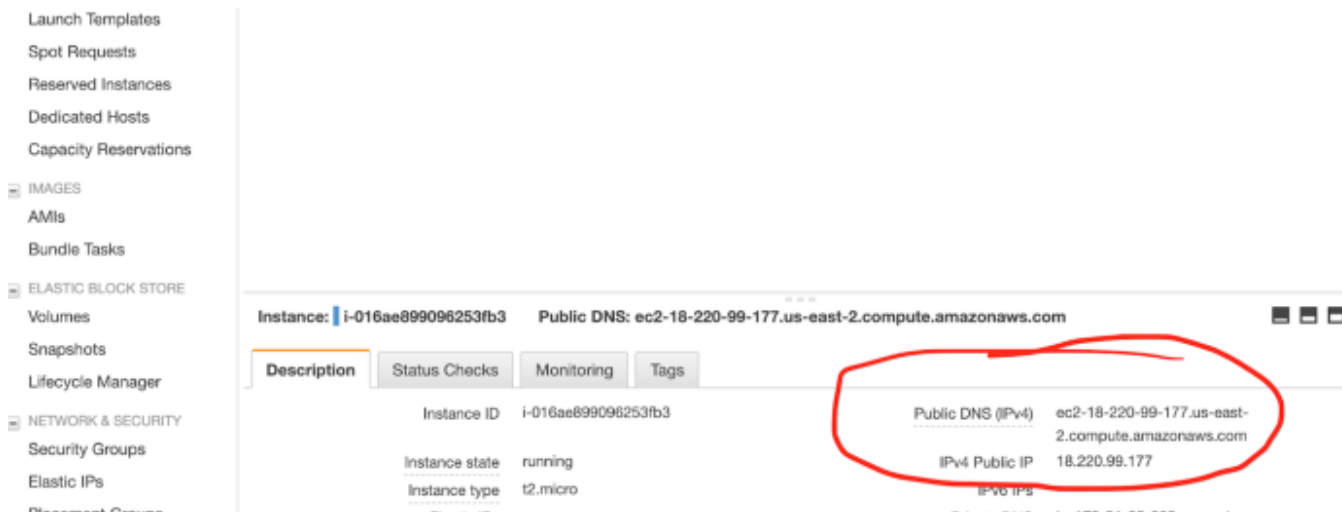 Launch Templates
Spot Requests
Reserved Instances
Dedicated Hosts
Capacity Reservations
IMAGES
AMIs
Bundle Tasks
ELASTIC BLOCK STORE
Volumes
Snapshots
Lifecycle Manager
NETWORK & SECURITY
Security Groups
Elastic IPs
Placement Groups
Instance: i-016ae899096253fb3 Public DNS: ec2-18-220-99-177.us-east-2.compute.amazonaws.com
Description Status Checks Monitoring Tags
Instance ID i-016ae899096253fb3
Instance state running
Instance type t2.micro
Public DNS (IPv4) ec2-18-220-99-177.us-east-
2.compute.amazonaws.com
IPv4 Public IP 18.220.99.177
IPv6 IPs